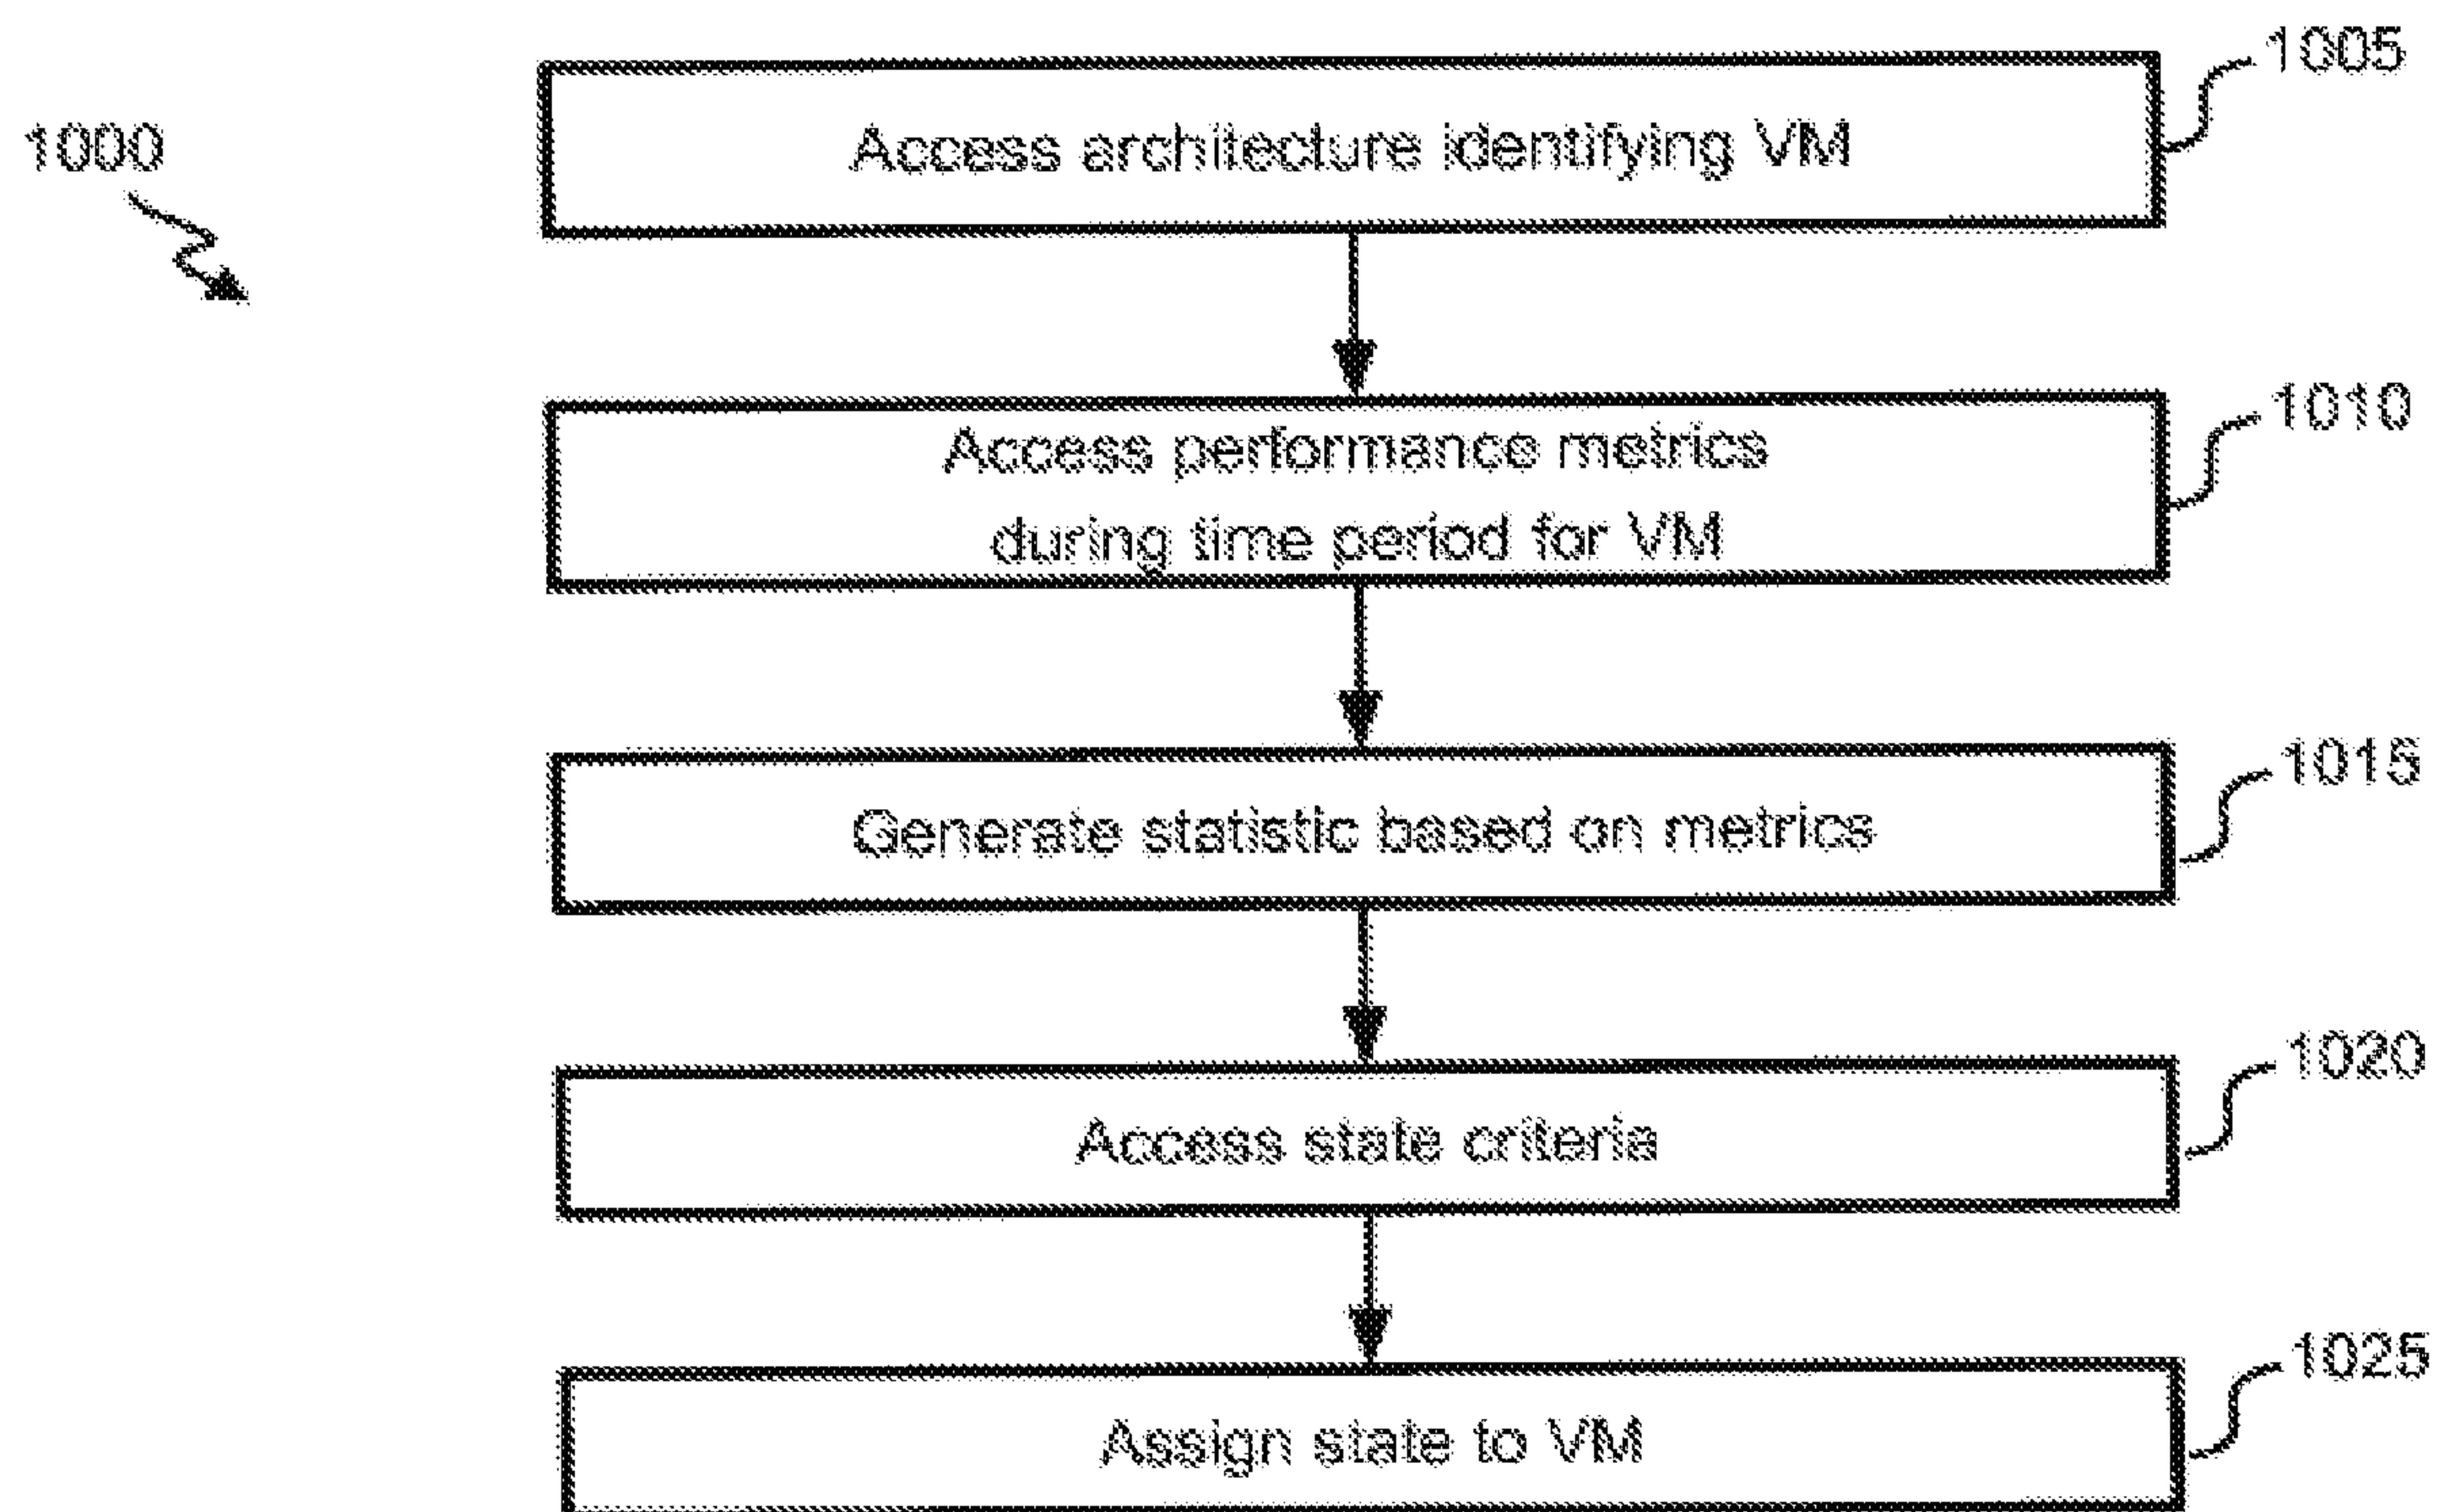 1005
1000
Access architecture identifying VM
1010
Access performance metrics
during time period for VM
1015
Generate statistic based on metrics
1020
Access state criteria
1025
Assign state to VM